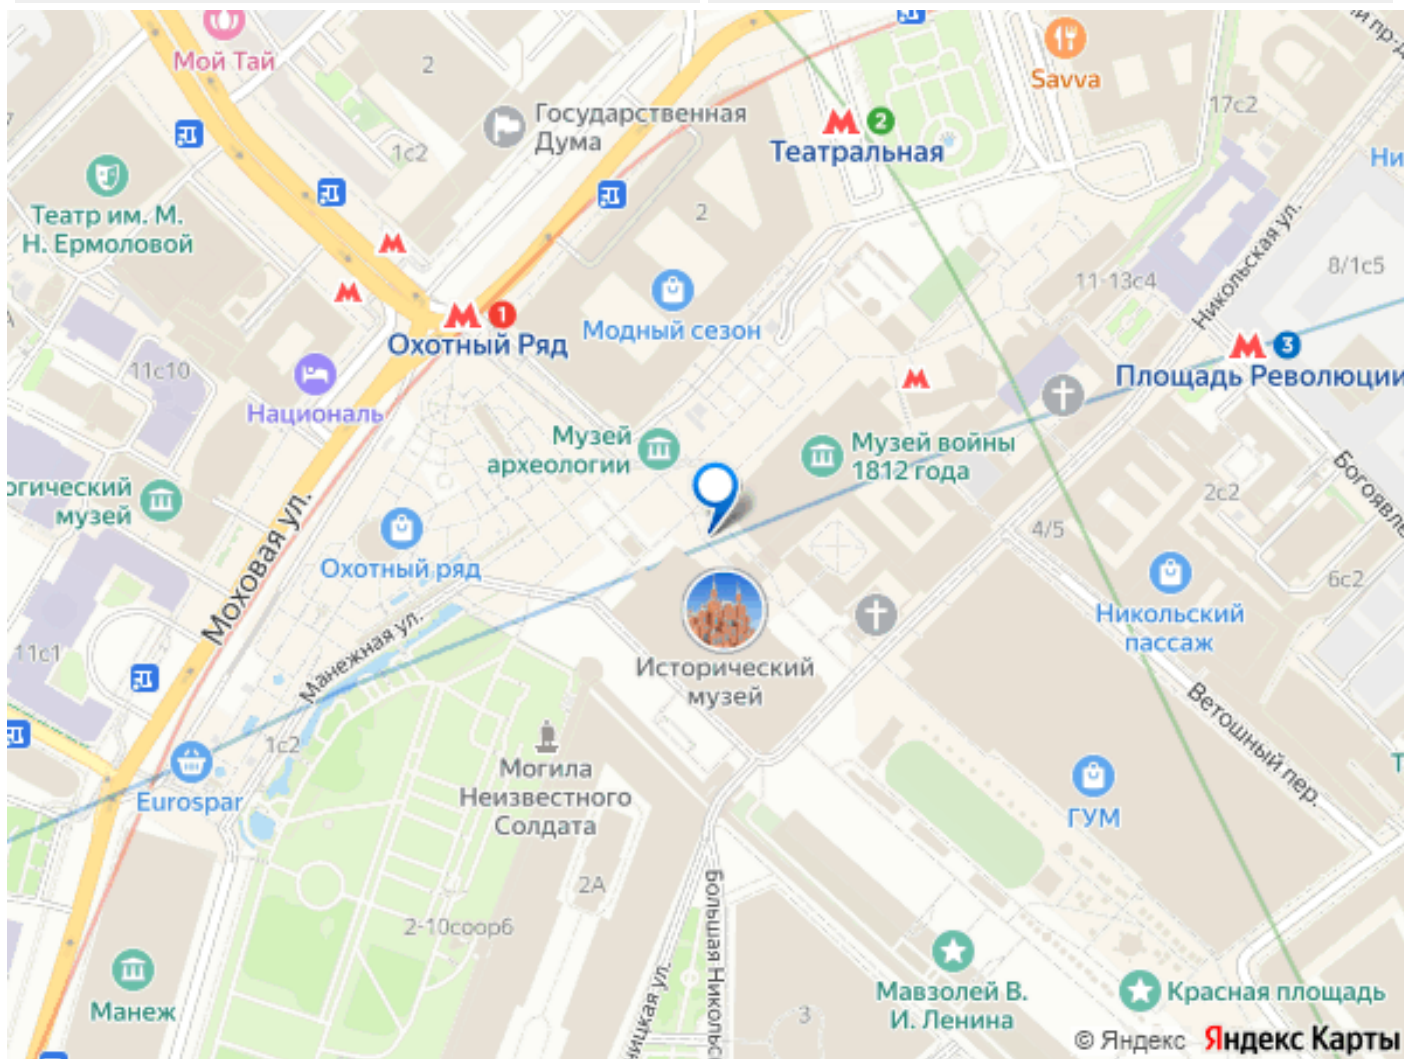 Мой Тай
2
Государственная
Дума
1с2
Savva
17с2
2
Театральная
Театр им. М.
Н. Ермоловой
2
Никольская ул.
8/1с5
11-13с4
1
Охотный Ряд
Модный сезон
3
Площадь Революции
11с10
Националь
Музей
археологии
Музей войны
1812 года
музей
2с2
4/5
Моховая ул.
Охотный ряд
6с2
Никольский
пассаж
Манежная ул.
11с1
Исторический
музей
Ветошный пер.
1с2
Eurospar
Могила
Неизвестного
Солдата
ГУМ
2А
2-10соор6
Манеж
Мавзолей В.
И. Ленина
Красная площадь
3
© Яндекс Яндекс Карты